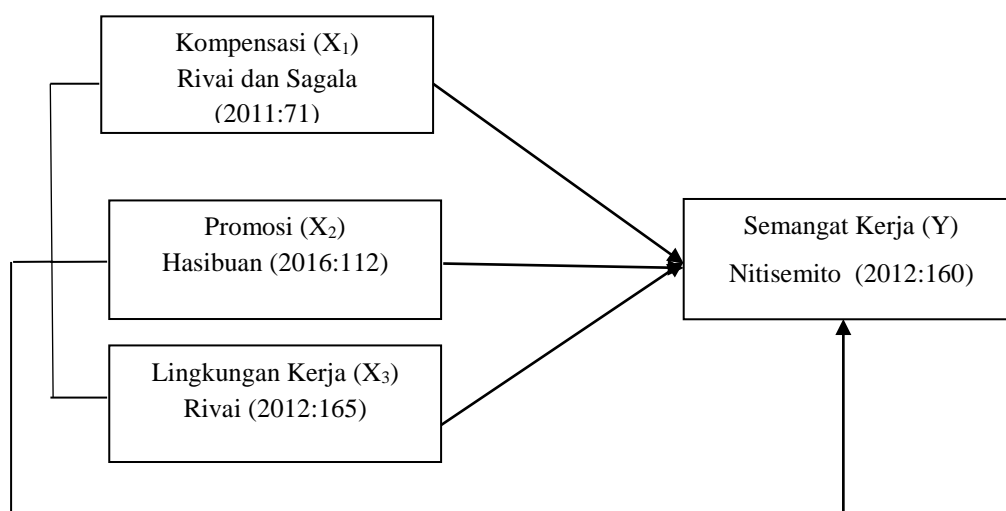 Kompensasi (X₁)
Rivai dan Sagala
(2011:71)
Promosi (X₂)
Hasibuan (2016:112)
Lingkungan Kerja (X₃)
Rivai (2012:165)
Semangat Kerja (Y)
Nitisemito (2012:160)